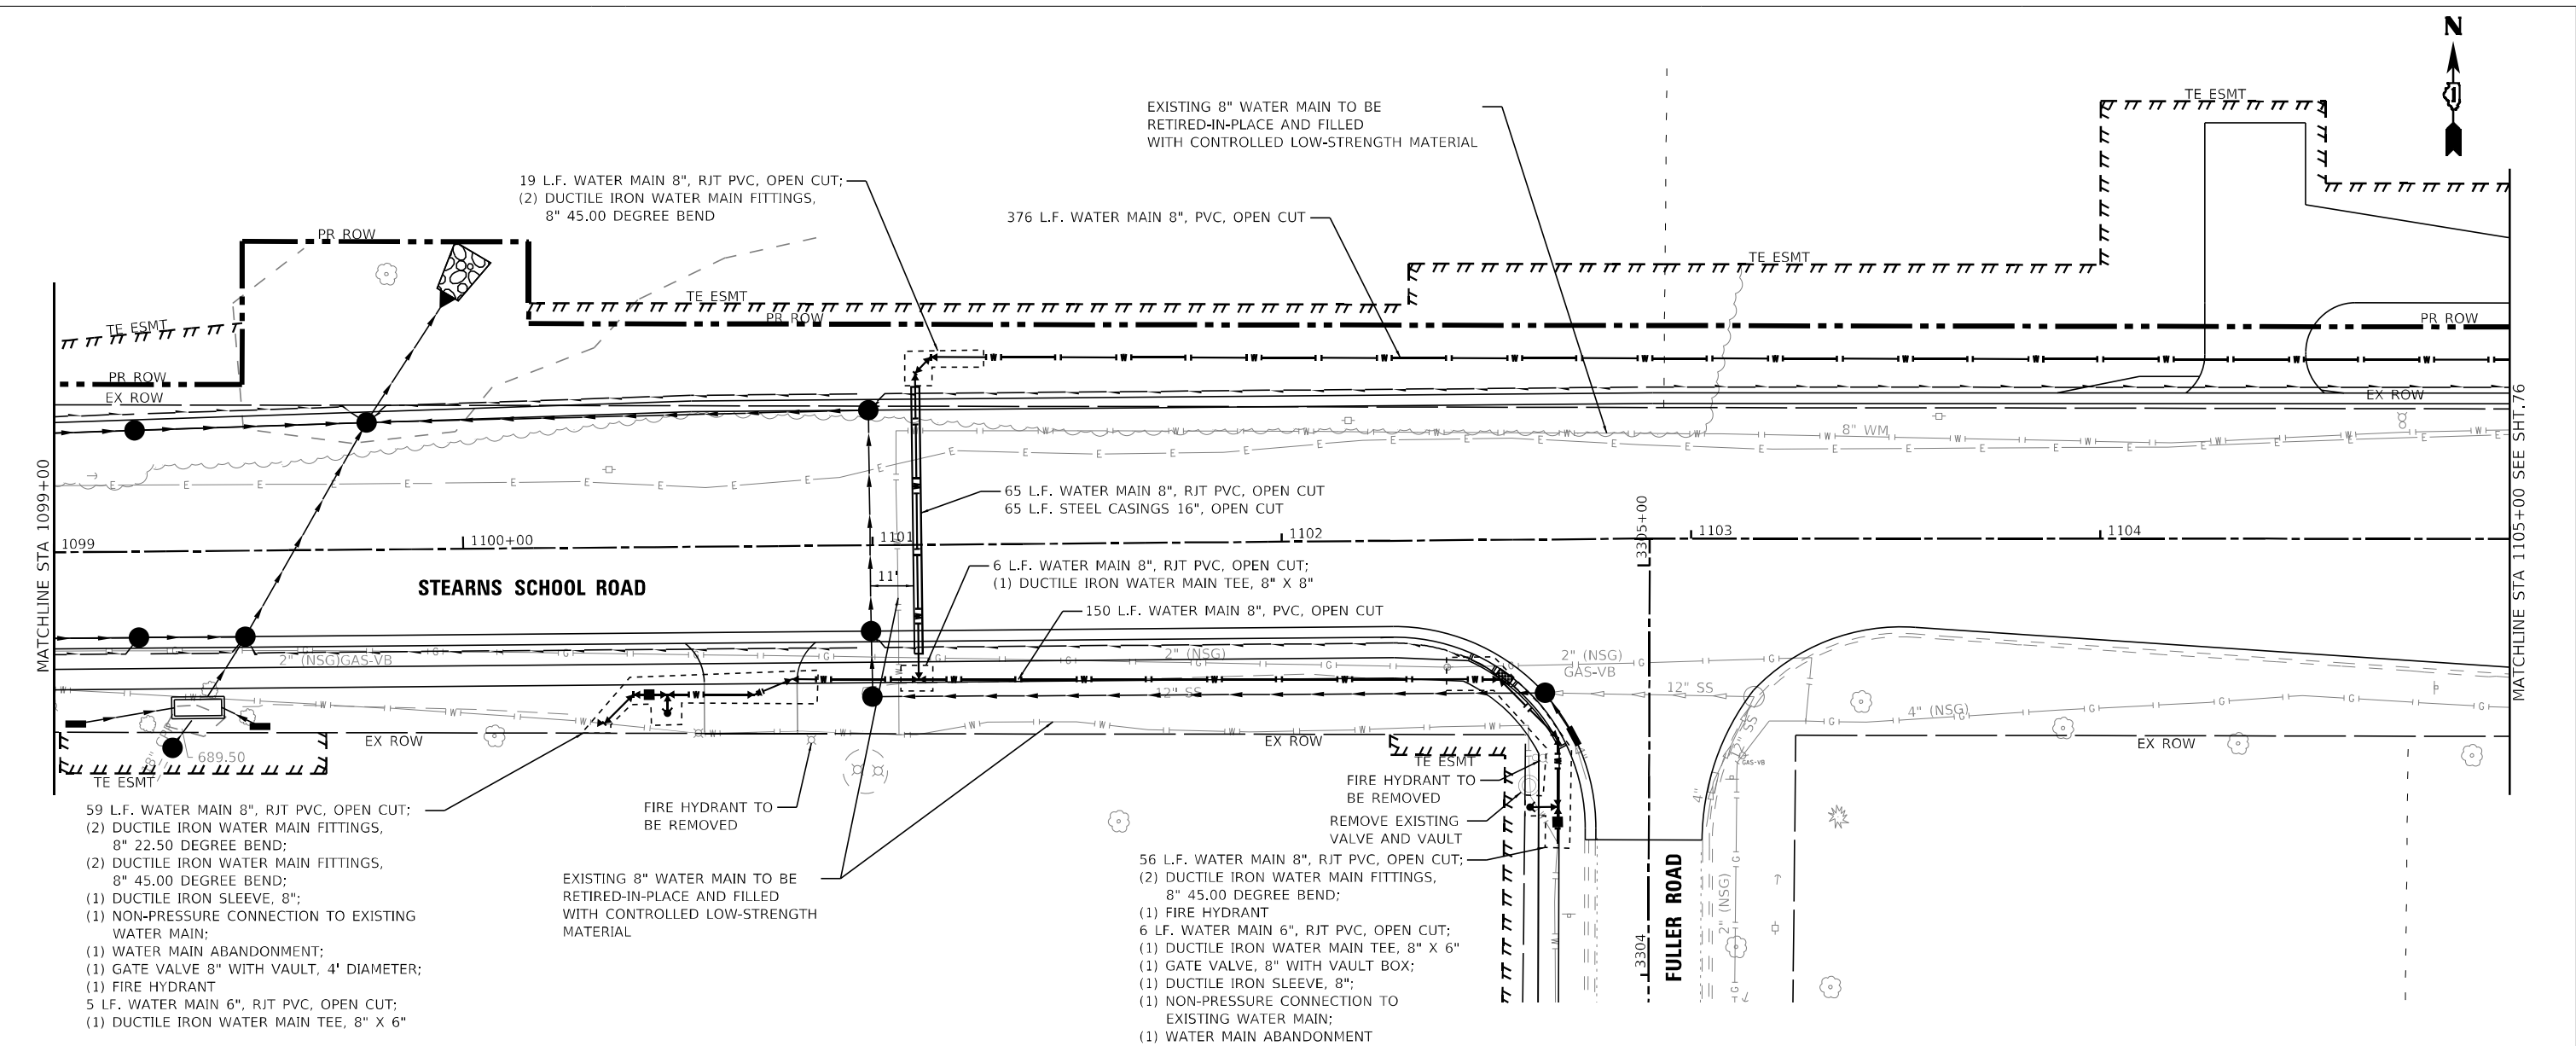 N
TE ESMT
EXISTING 8" WATER MAIN TO BE
RETIRED-IN-PLACE AND FILLED
WITH CONTROLLED LOW-STRENGTH MATERIAL
19 L.F. WATER MAIN 8", RJT PVC, OPEN CUT;
(2) DUCTILE IRON WATER MAIN FITTINGS,
8" 45.00 DEGREE BEND
376 L.F. WATER MAIN 8", PVC, OPEN CUT
PR ROW
TE ESMT
TE ESMT
PR ROW
PR ROW
TE ESMT
PR ROW
EX ROW
EX ROW
8" WM
MATCHLINE STA 1099+00
MATCHLINE STA 1105+00 SEE SHT.76
65 L.F. WATER MAIN 8", RJT PVC, OPEN CUT
65 L.F. STEEL CASINGS 16", OPEN CUT
1099
1100+00
1101
1102
3305+00
1103
1104
STEARNS SCHOOL ROAD
11'
6 L.F. WATER MAIN 8", RJT PVC, OPEN CUT;
(1) DUCTILE IRON WATER MAIN TEE, 8" X 8"
150 L.F. WATER MAIN 8", PVC, OPEN CUT
2" (NSG)GAS-VB
2" (NSG)
2" (NSG)
GAS-VB
12" SS
12" SS
12" SS
4" (NSG)
GAS-VB
EX ROW
EX ROW
EX ROW
689.50
TE ESMT
TE ESMT
FIRE HYDRANT TO
BE REMOVED
FIRE HYDRANT TO
BE REMOVED
REMOVE EXISTING
VALVE AND VAULT
4"
2" (NSG)
59 L.F. WATER MAIN 8", RJT PVC, OPEN CUT;
(2) DUCTILE IRON WATER MAIN FITTINGS,
8" 22.50 DEGREE BEND;
(2) DUCTILE IRON WATER MAIN FITTINGS,
8" 45.00 DEGREE BEND;
(1) DUCTILE IRON SLEEVE, 8";
(1) NON-PRESSURE CONNECTION TO EXISTING
WATER MAIN;
(1) WATER MAIN ABANDONMENT;
(1) GATE VALVE 8" WITH VAULT, 4' DIAMETER;
(1) FIRE HYDRANT
5 LF. WATER MAIN 6", RJT PVC, OPEN CUT;
(1) DUCTILE IRON WATER MAIN TEE, 8" X 6"
EXISTING 8" WATER MAIN TO BE
RETIRED-IN-PLACE AND FILLED
WITH CONTROLLED LOW-STRENGTH
MATERIAL
56 L.F. WATER MAIN 8", RJT PVC, OPEN CUT;
(2) DUCTILE IRON WATER MAIN FITTINGS,
8" 45.00 DEGREE BEND;
(1) FIRE HYDRANT
6 LF. WATER MAIN 6", RJT PVC, OPEN CUT;
(1) DUCTILE IRON WATER MAIN TEE, 8" X 6"
(1) GATE VALVE, 8" WITH VAULT BOX;
(1) DUCTILE IRON SLEEVE, 8";
(1) NON-PRESSURE CONNECTION TO
EXISTING WATER MAIN;
(1) WATER MAIN ABANDONMENT
3304
FULLER ROAD